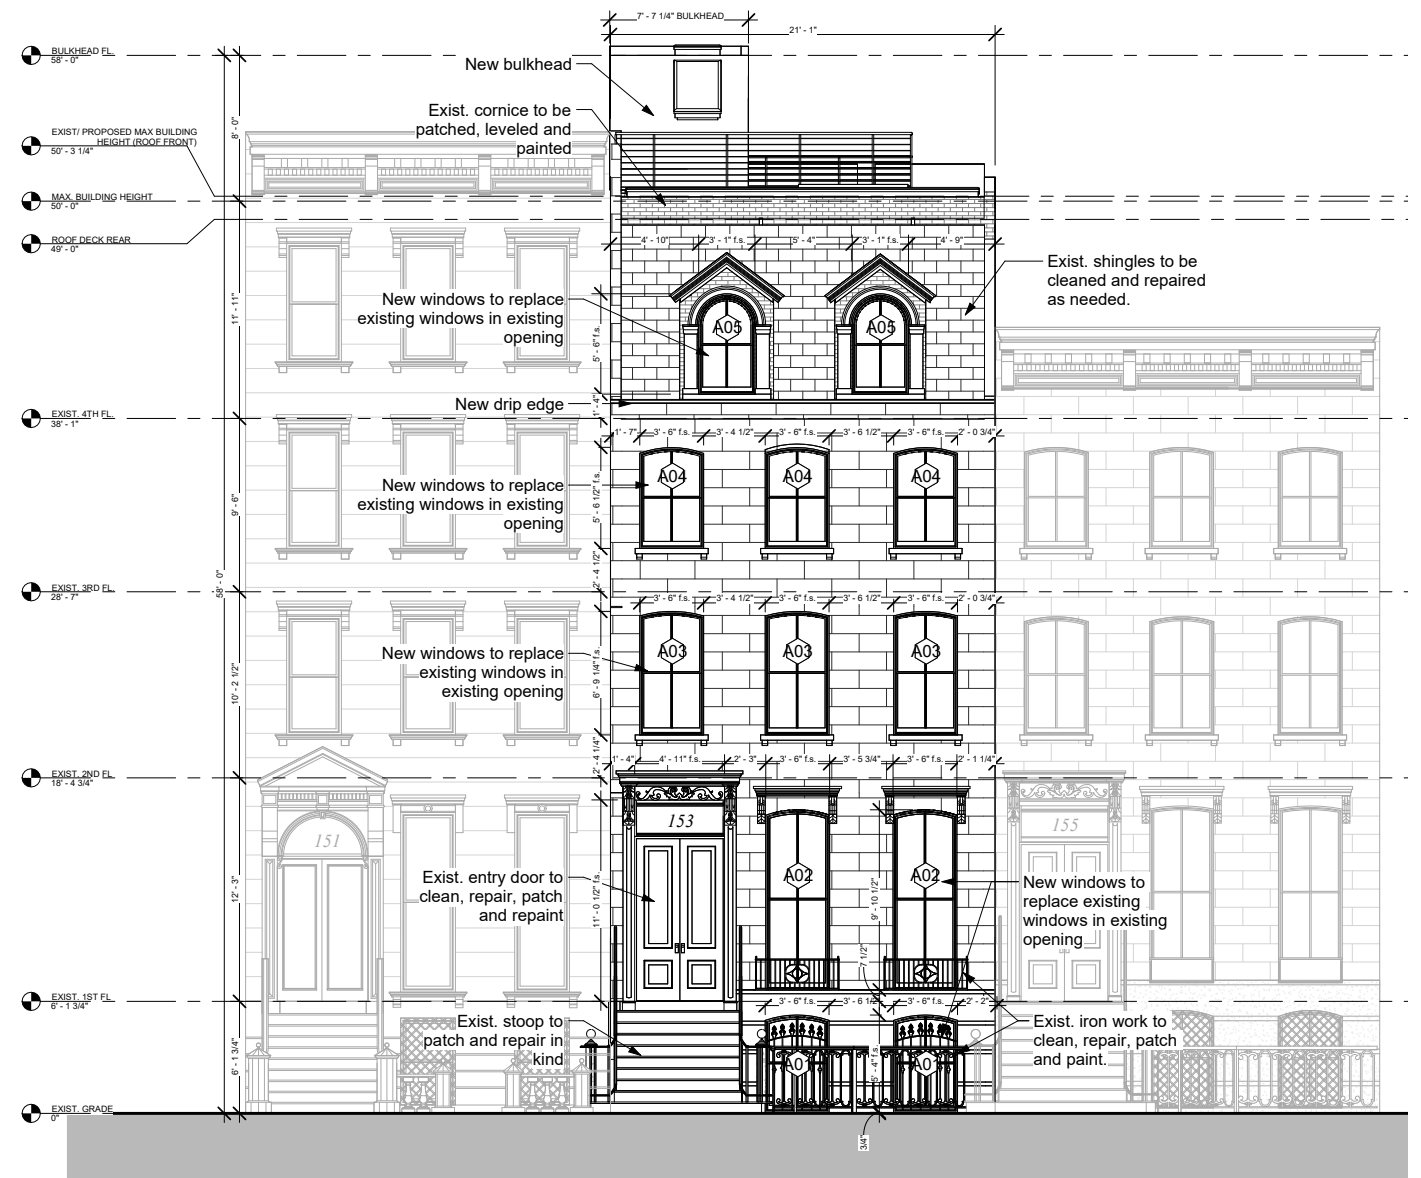 7' - 7 1/4" BULKHEAD
21' - 1"
BULKHEAD FL.
58' - 0"
New bulkhead
Exist. cornice to be
patched, leveled and
painted
EXIST/ PROPOSED MAX BUILDING
HEIGHT (ROOF FRONT)
50' - 3 1/4"
8' - 0"
MAX. BUILDING HEIGHT
50' - 0"
ROOF DECK REAR
49' - 0"
4' - 10" 3' - 1" f.s. 5' - 4" 3' - 1" f.s. 4' - 9"
Exist. shingles to be
cleaned and repaired
as needed.
New windows to replace
existing windows in existing
opening
11' - 11"
5' - 6" f.s.
A05 A05
New drip edge
1' - 4"
EXIST. 4TH FL.
38' - 1"
1' - 7" 3' - 6" f.s. 3' - 4 1/2" 3' - 6" f.s. 3' - 6 1/2" 3' - 6" f.s. 2' - 0 3/4"
A04 A04 A04
New windows to replace
existing windows in existing
opening
9' - 6"
5' - 6 1/2" f.s.
2' - 4 1/2"
58' - 0"
EXIST. 3RD FL.
28' - 7"
3' - 6" f.s. 3' - 4 1/2" 3' - 6" f.s. 3' - 6 1/2" 3' - 6" f.s. 2' - 0 3/4"
A03 A03 A03
New windows to replace
existing windows in
existing opening
10' - 2 1/2"
6' - 9 1/4" f.s.
2' - 4 1/4"
EXIST. 2ND FL.
18' - 4 3/4"
1' - 4" 4' - 11" f.s. 2' - 3" 3' - 6" f.s. 3' - 5 3/4" 3' - 6" f.s. 2' - 1 1/4"
151
153
155
A02 A02
Exist. entry door to
clean, repair, patch
and repaint
12' - 3"
11' - 0 1/2" f.s.
9' - 10 1/2"
New windows to
replace existing
windows in existing
opening
7 1/2"
EXIST. 1ST FL
6' - 1 3/4"
3' - 6" f.s. 3' - 6 1/2" 3' - 6" f.s. 2' - 2"
Exist. stoop to
patch and repair in
kind
Exist. iron work to
clean, repair, patch
and paint.
6' - 1 3/4"
5' - 4" f.s.
A01 A01
EXIST. GRADE
0"
3/4"